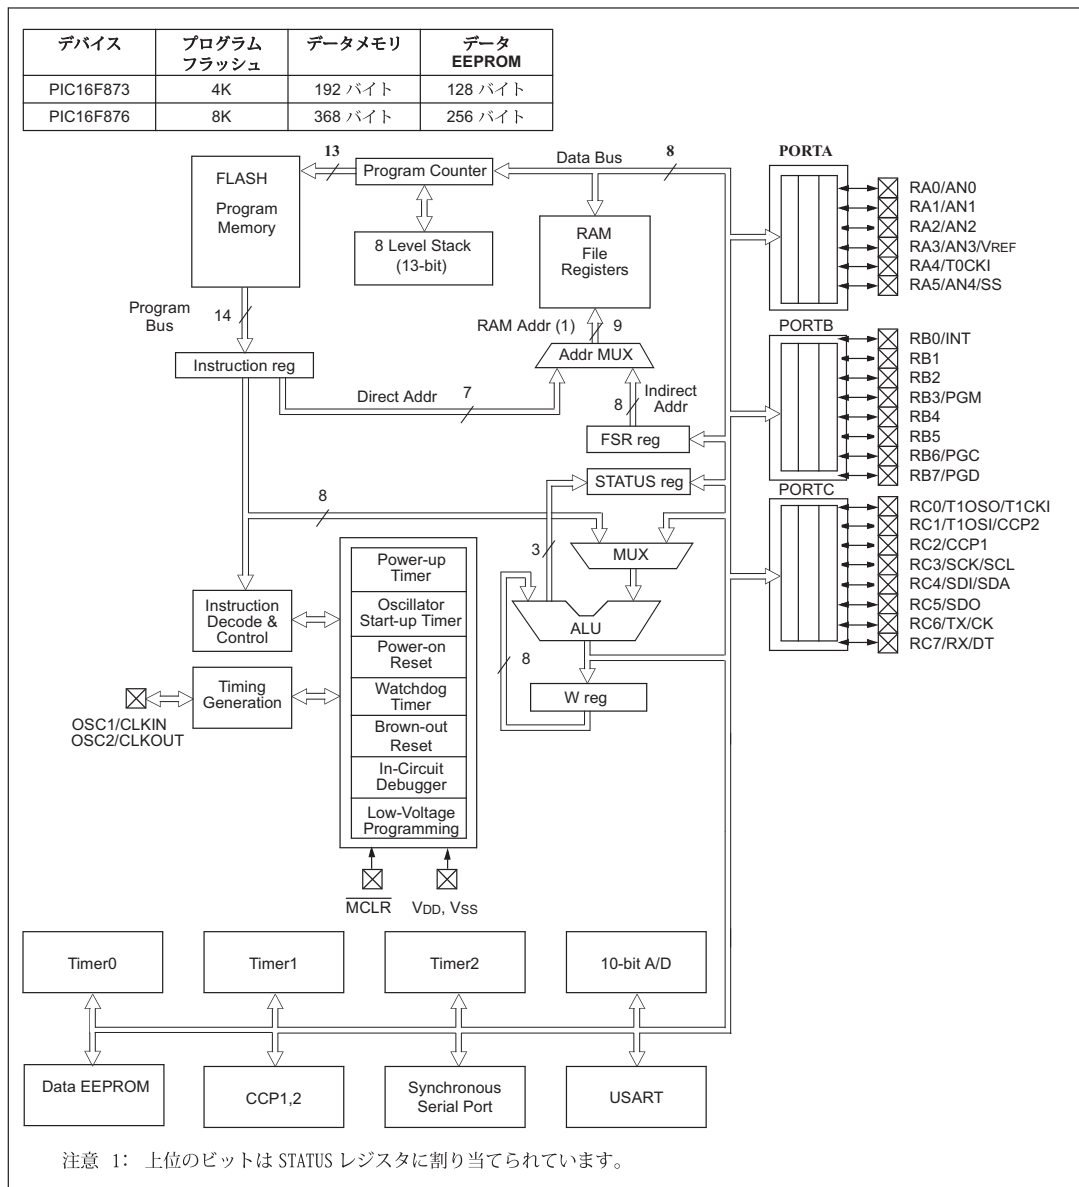 デバイス プログラム フラッシュ データメモリ データ EEPROM
PIC16F873 4K 192 バイト 128 バイト
PIC16F876 8K 368 バイト 256 バイト
13
Data Bus
8
PORTA
FLASH
Program
Memory
Program Counter
8 Level Stack
(13-bit)
RAM
File
Registers
RA0/AN0
RA1/AN1
RA2/AN2
RA3/AN3/VREF
RA4/T0CKI
RA5/AN4/SS
Program
Bus
14
RAM Addr (1)
9
PORTB
Instruction reg
Addr MUX
Direct Addr
7
8
Indirect
Addr
FSR reg
RB0/INT
RB1
RB2
RB3/PGM
RB4
RB5
RB6/PGC
RB7/PGD
STATUS reg
PORTC
8
3
MUX
RC0/T1OSO/T1CKI
RC1/T1OSI/CCP2
RC2/CCP1
RC3/SCK/SCL
RC4/SDI/SDA
RC5/SDO
RC6/TX/CK
RC7/RX/DT
Power-up
Timer
Instruction
Decode &
Control
Oscillator
Start-up Timer
ALU
Power-on
Reset
8
Timing
Generation
Watchdog
Timer
W reg
OSC1/CLKIN
OSC2/CLKOUT
Brown-out
Reset
In-Circuit
Debugger
Low-Voltage
Programming
MCLR
VDD, VSS
Timer0
Timer1
Timer2
10-bit A/D
Data EEPROM
CCP1,2
Synchronous
Serial Port
USART
注意 1: 上位のビットは STATUS レジスタに割り当てられています。